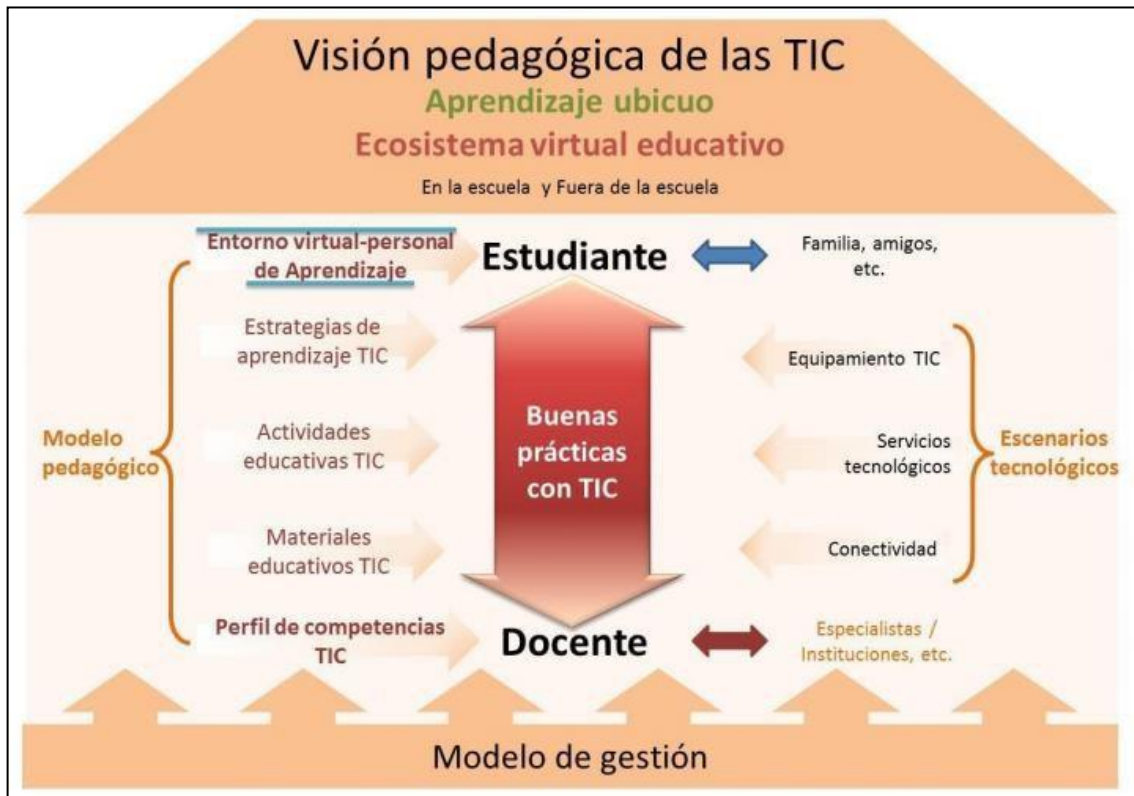 Visión pedagógica de las TIC
Aprendizaje ubicuo
Ecosistema virtual educativo
En la escuela y Fuera de la escuela
Entorno virtual-personal
de Aprendizaje
Estudiante
Familia, amigos,
etc.
Estrategias de
aprendizaje TIC
Equipamiento TIC
Modelo
pedagógico
Actividades
educativas TIC
Buenas
prácticas
con TIC
Servicios
tecnológicos
Escenarios
tecnológicos
Materiales
educativos TIC
Conectividad
Perfil de competencias
TIC
Docente
Especialistas /
Instituciones, etc.
Modelo de gestión